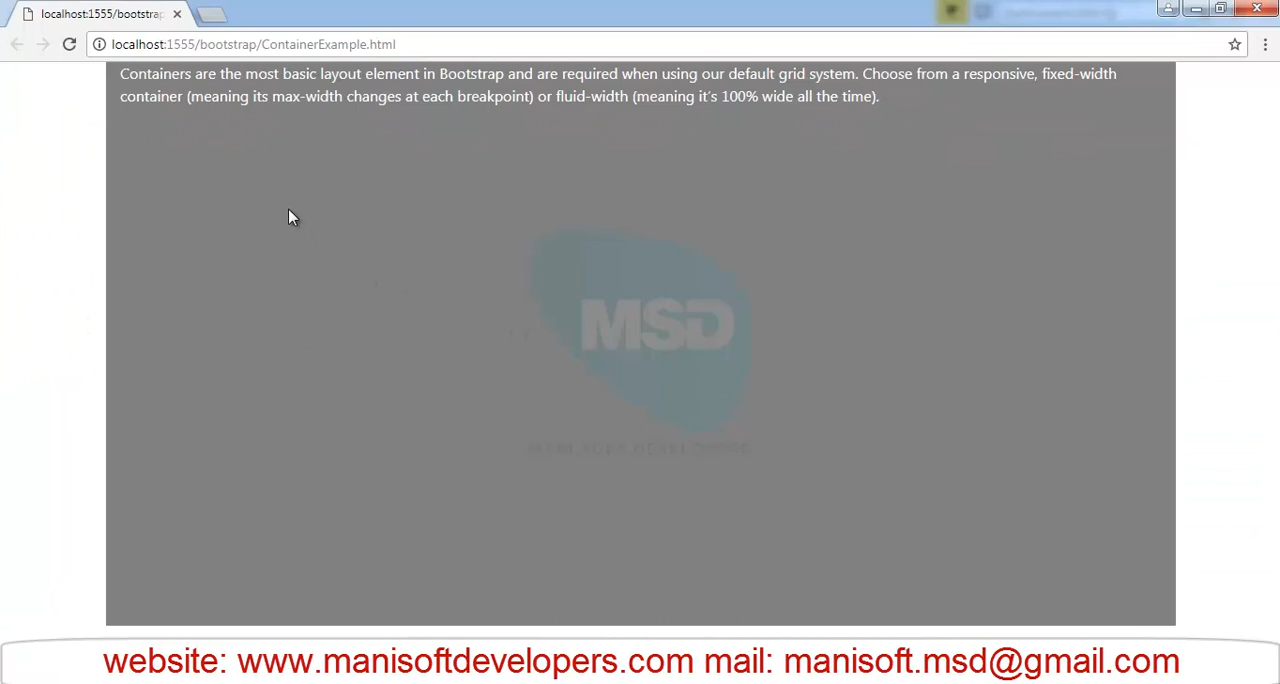 localhost:1555/bootstrap
localhost:1555/bootstrap/ContainerExample.html
Containers are the most basic layout element in Bootstrap and are required when using our default grid system. Choose from a responsive, fixed-width
container (meaning its max-width changes at each breakpoint) or fluid-width (meaning it's 100% wide all the time).
MSD
website: www.manisoftdevelopers.com mail: manisoft.msd@gmail.com